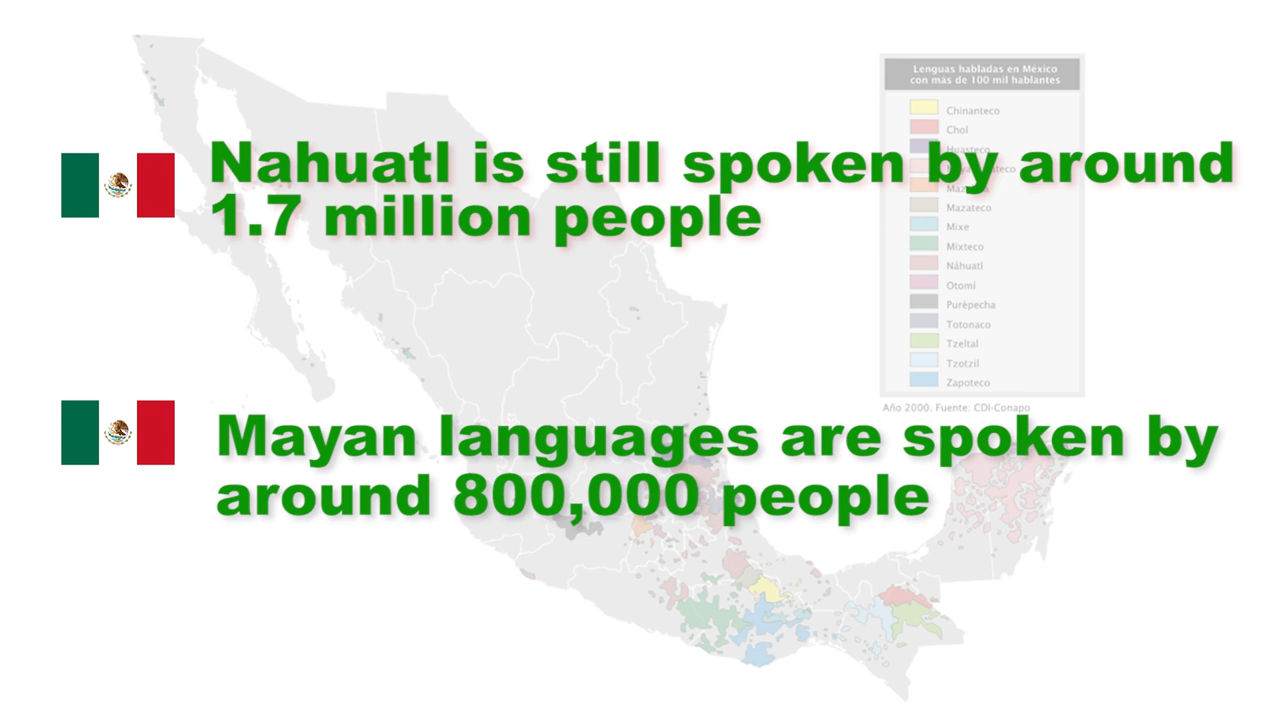 Lenguas habladas en México
con más de 100 mil hablantes
Chinanteco
Chol
Huasteco
Nahuatl is still spoken by around
1.7 million people
Mazateco
Mixe
Mixteco
Náhuatl
Otomí
Purépecha
Totonaco
Tzeltal
Tzotzil
Zapoteco
Año 2000. Fuente: CDI-Conapo
Mayan languages are spoken by
around 800,000 people